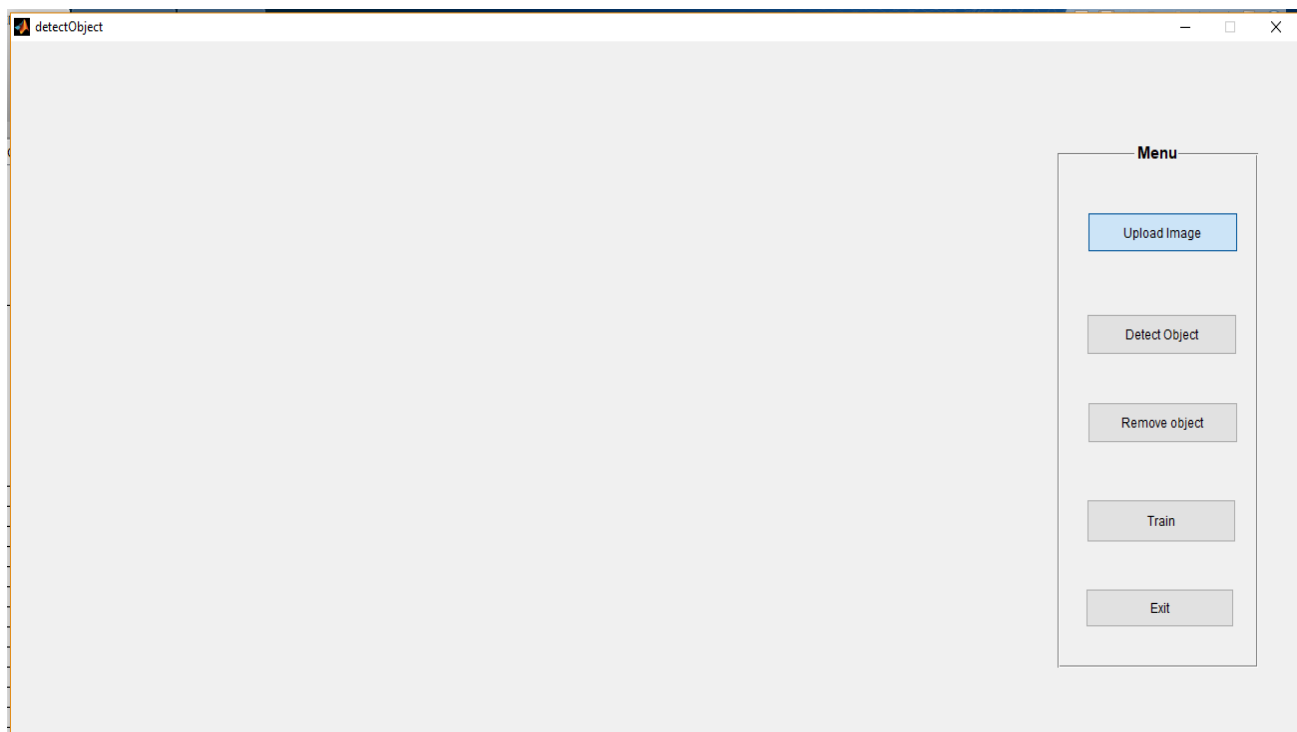 detectObject
Menu
Upload Image
Detect Object
Remove object
Train
Exit